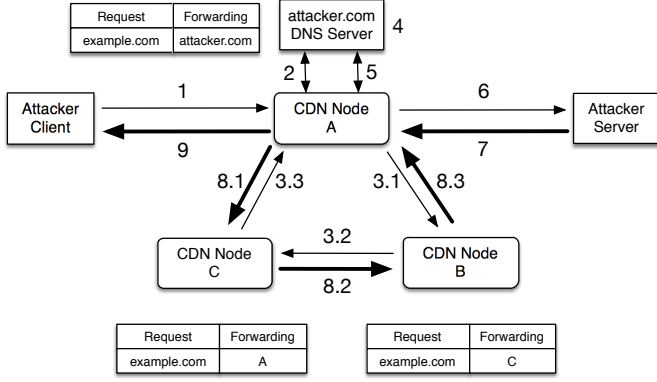 Request Forwarding
example.com attacker.com
attacker.com
DNS Server
4
2
5
Attacker
Client
1
9
CDN Node
A
6
7
Attacker
Server
8.1
3.3
3.1
8.3
CDN Node
C
3.2
8.2
CDN Node
B
Request Forwarding
example.com A
Request Forwarding
example.com C